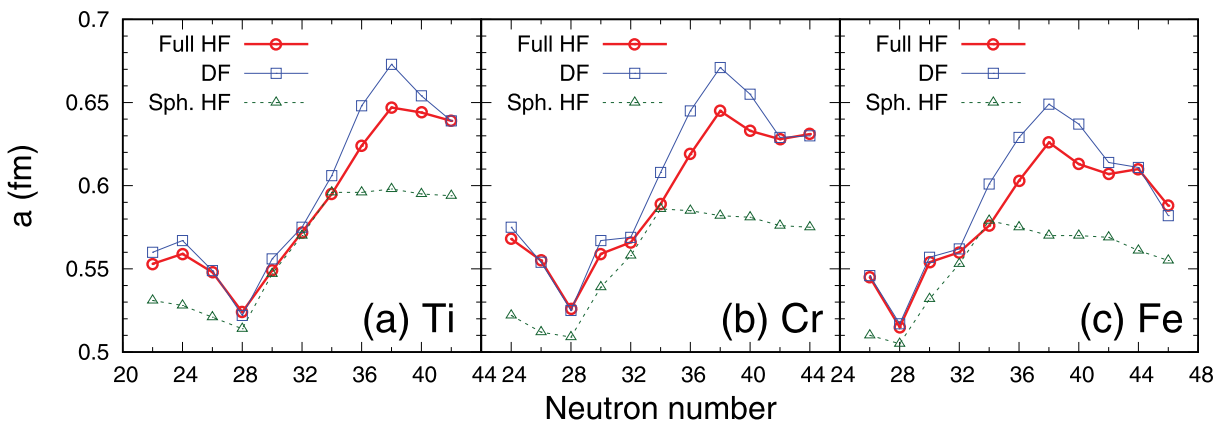 0.7
0.65
0.6
0.55
0.5
a (fm)
Full HF
DF
Sph. HF
(a) Ti
Full HF
DF
Sph. HF
(b) Cr
Full HF
DF
Sph. HF
(c) Fe
20 24 28 32 36 40 44 24 28 32 36 40 44 24 28 32 36 40 44 48
Neutron number